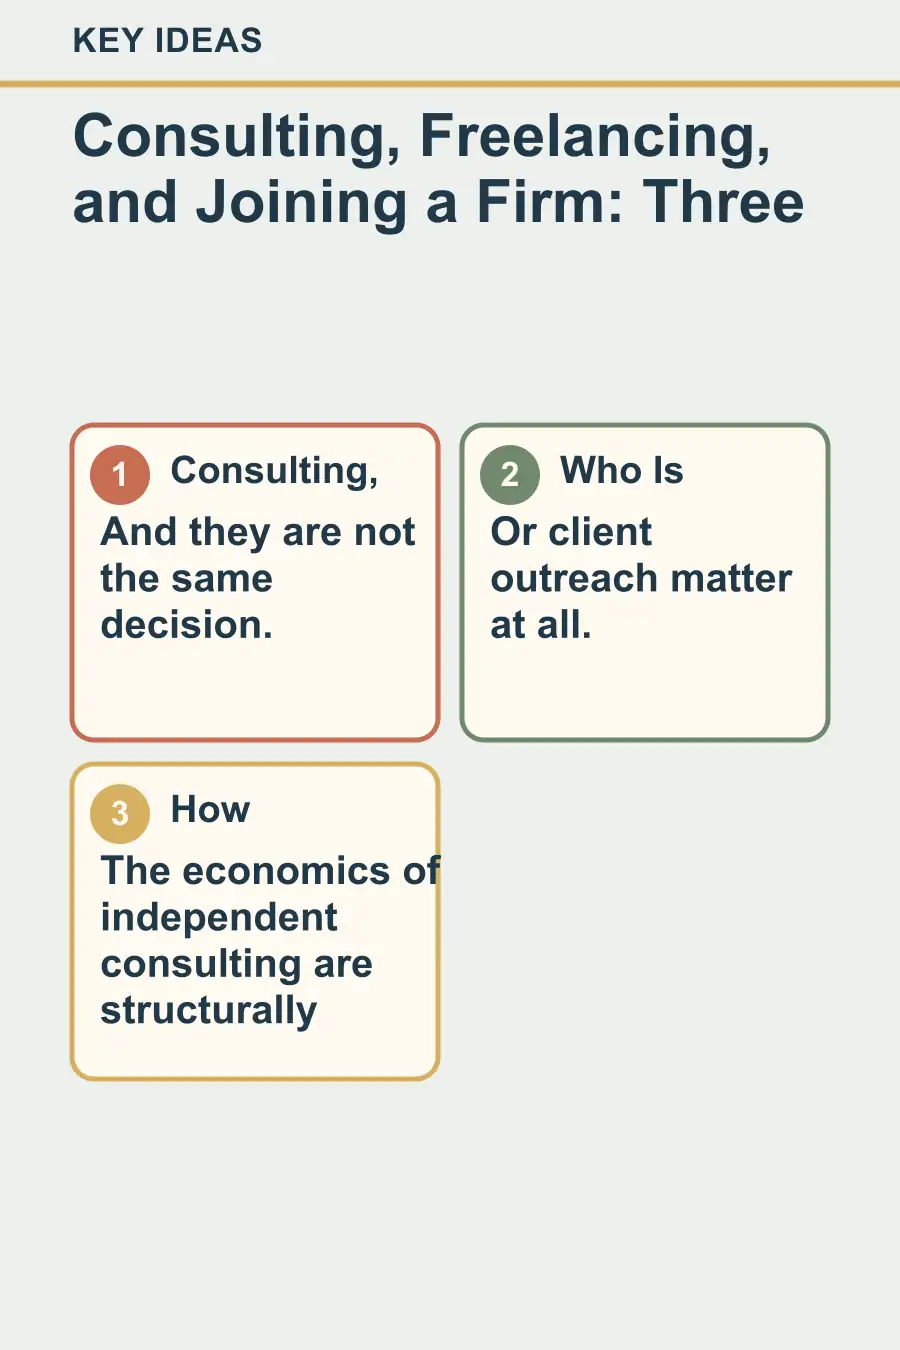 KEY IDEAS
Consulting, Freelancing,
and Joining a Firm: Three
1 Consulting,
And they are not
the same
decision.
2 Who Is
Or client
outreach matter
at all.
3 How
The economics of
independent
consulting are
structurally